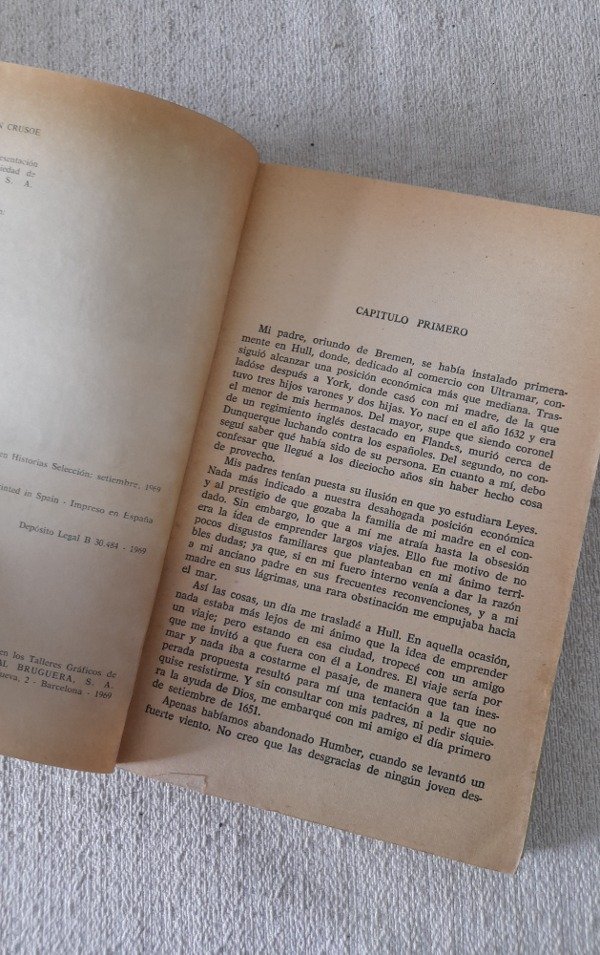 N CRUSOE
esentación
iedad de
S. A.
n:
en Historias Selección: setiembre, 1969
rinted in Spain - Impreso en España
Depósito Legal B 30.484 - 1969
en los Talleres Gráficos de
AL BRUGUERA, S. A.
ueva, 2 - Barcelona - 1969
CAPITULO PRIMERO
Mi padre, oriundo de Bremen, se había instalado primera-
mente en Hull, donde, dedicado al comercio con Ultramar, con-
siguió alcanzar una posición económica más que mediana. Tras-
ladóse después a York, donde casó con mi madre, de la que
tuvo tres hijos varones y dos hijas. Yo nací en el año 1632 y era
el menor de mis hermanos. Del mayor, supe que siendo coronel
de un regimiento inglés destacado en Flandes, murió cerca de
Dunquerque luchando contra los españoles. Del segundo, no con-
seguí saber qué había sido de su persona. En cuanto a mí, debo
confesar que llegué a los dieciocho años sin haber hecho cosa
de provecho.
Mis padres tenían puesta su ilusión en que yo estudiara Leyes.
Nada más indicado a nuestra desahogada posición económica
y al prestigio de que gozaba la familia de mi madre en el con-
dado. Sin embargo, lo que a mí me atraía hasta la obsesión
era la idea de emprender largos viajes. Ello fue motivo de no
pocos disgustos familiares que planteaban en mi ánimo terri-
bles dudas; ya que, si en mi fuero interno venía a dar la razón
a mi anciano padre en sus frecuentes reconvenciones, y a mi
madre en sus lágrimas, una rara obstinación me empujaba hacia
el mar.
Así las cosas, un día me trasladé a Hull. En aquella ocasión,
nada estaba más lejos de mi ánimo que la idea de emprender
un viaje; pero estando en esa ciudad, tropecé con un amigo
que me invitó a que fuera con él a Londres. El viaje sería por
mar y nada iba a costarme el pasaje, de manera que tan ines-
perada propuesta resultó para mí una tentación a la que no
quise resistirme. Y sin consultar con mis padres, ni pedir siquie-
ra la ayuda de Dios, me embarqué con mi amigo el día primero
de setiembre de 1651.
Apenas habíamos abandonado Humber, cuando se levantó un
fuerte viento. No creo que las desgracias de ningún joven des-